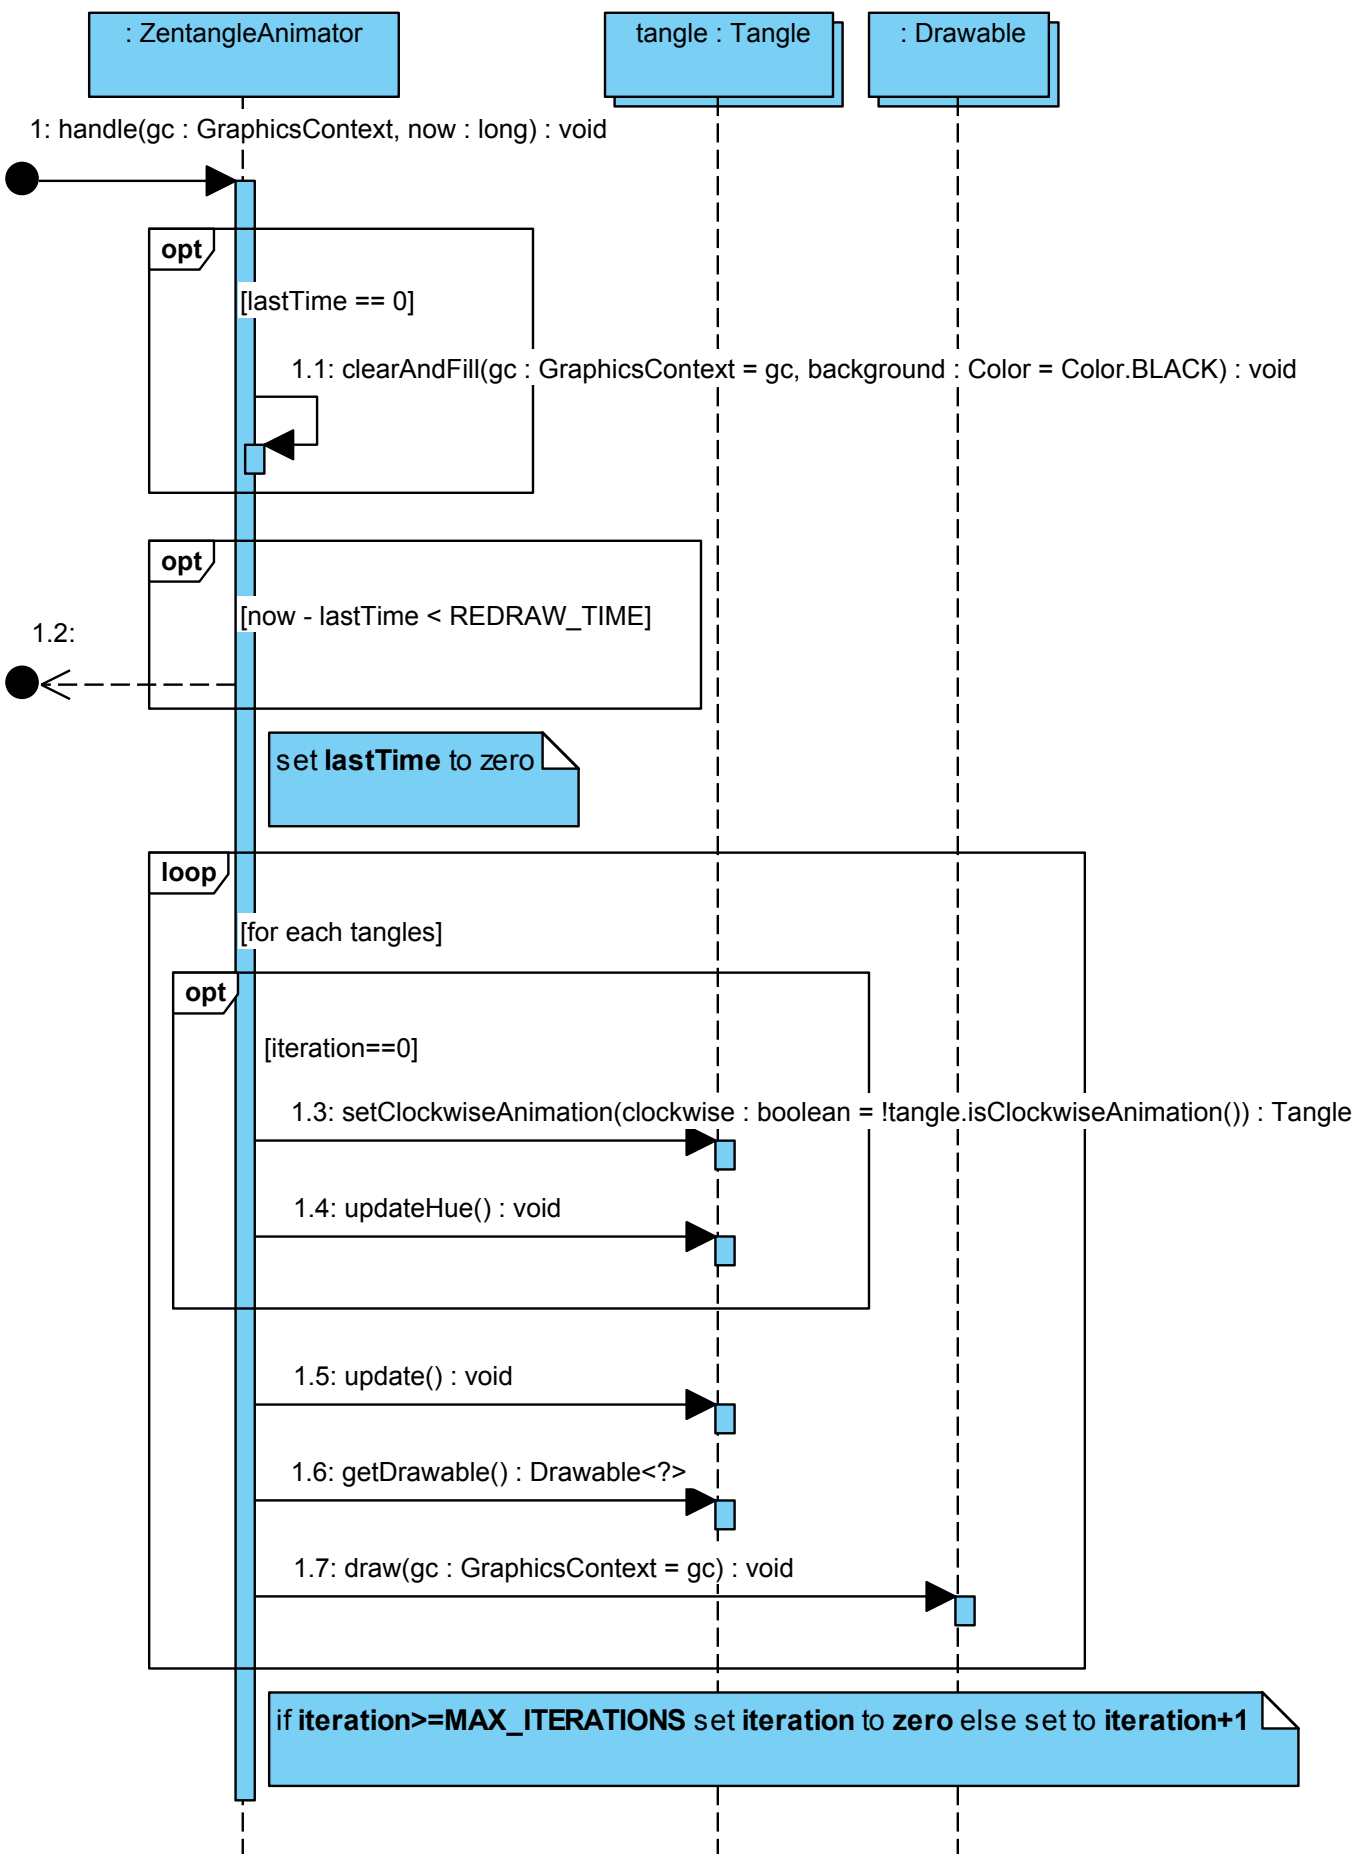 : ZentangleAnimator
tangle : Tangle
: Drawable
1: handle(gc : GraphicsContext, now : long) : void
opt
[lastTime == 0]
1.1: clearAndFill(gc : GraphicsContext = gc, background : Color = Color.BLACK) : void
opt
[now - lastTime < REDRAW_TIME]
1.2:
set lastTime to zero
loop
[for each tangles]
opt
[iteration==0]
1.3: setClockwiseAnimation(clockwise : boolean = !tangle.isClockwiseAnimation()) : Tangle
1.4: updateHue() : void
1.5: update() : void
1.6: getDrawable() : Drawable<?>
1.7: draw(gc : GraphicsContext = gc) : void
if iteration>=MAX_ITERATIONS set iteration to zero else set to iteration+1